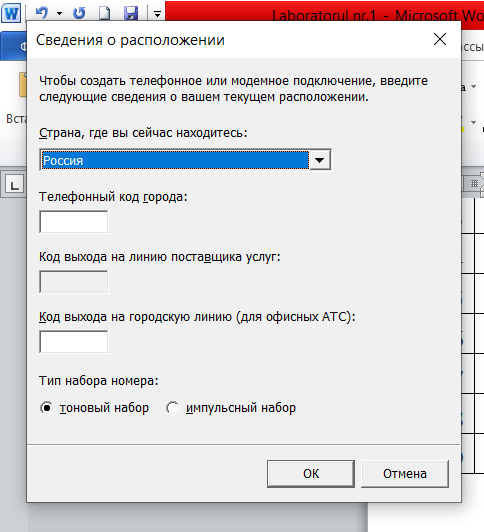 Laboratorul nr.1 - Microsoft Wo
Сведения о расположении
Чтобы создать телефонное или модемное подключение, введите
следующие сведения о вашем текущем расположении.
Страна, где вы сейчас находитесь:
Россия
Телефонный код города:
Код выхода на линию поставщика услуг:
Код выхода на городскую линию (для офисных АТС):
Тип набора номера:
тоновый набор импульсный набор
ОК Отмена